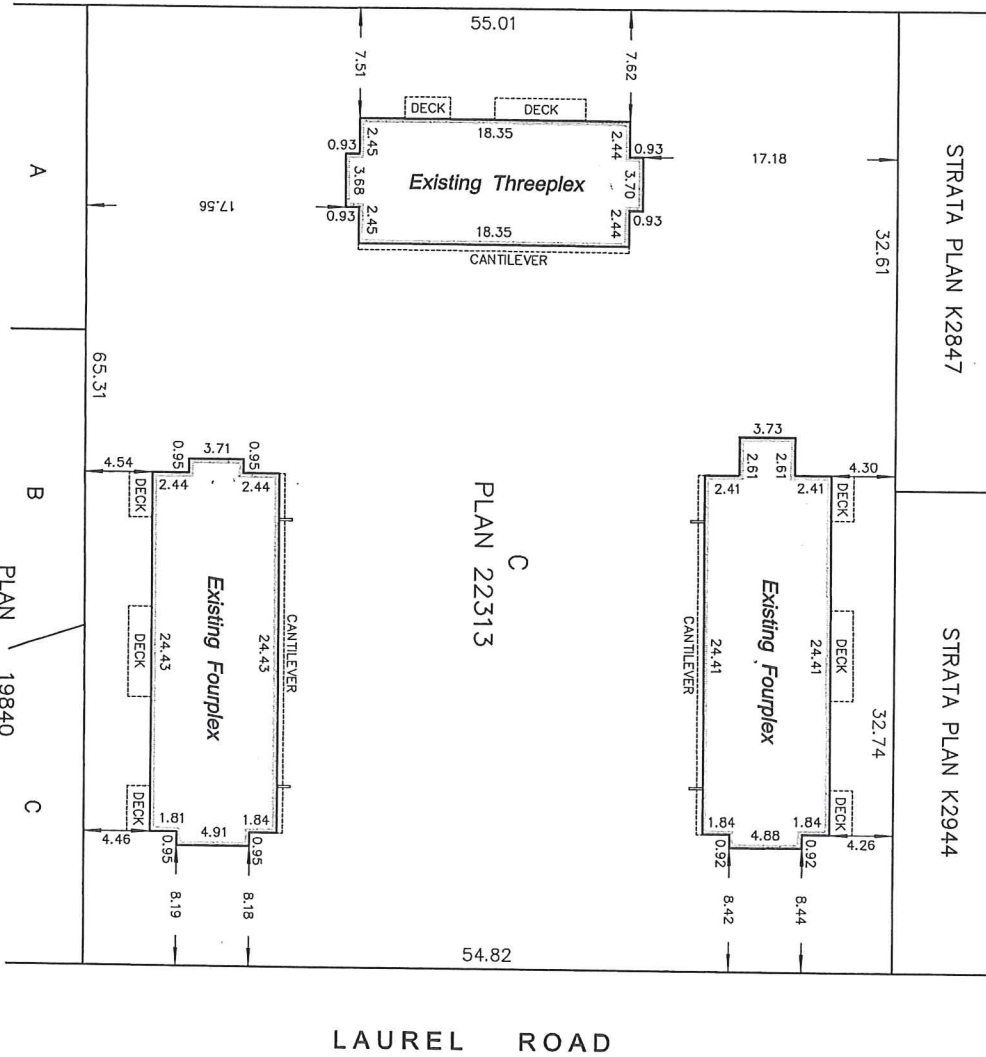 55.01
7.51
7.62
DECK
DECK
18.35
2.45
2.44
0.93
0.93
17.18
3.68
Existing Threeplex
3.70
0.93
0.93
2.45
2.44
18.35
CANTILEVER
17.56
A
STRATA PLAN K2847
32.61
65.31
3.71
0.95
0.95
4.54
2.44
2.44
DECK
3.73
2.61
2.61
4.30
2.41
2.41
DECK
B
C
PLAN 22313
Existing Fourplex
24.43
24.43
DECK
CANTILEVER
CANTILEVER
24.41
Existing Fourplex
24.41
DECK
STRATA PLAN K2944
32.74
PLAN 19840
C
DECK
1.81
4.91
1.84
4.46
0.95
0.95
DECK
1.84
4.88
1.84
0.92
0.92
4.26
8.19
8.18
8.42
8.44
54.82
LAUREL ROAD